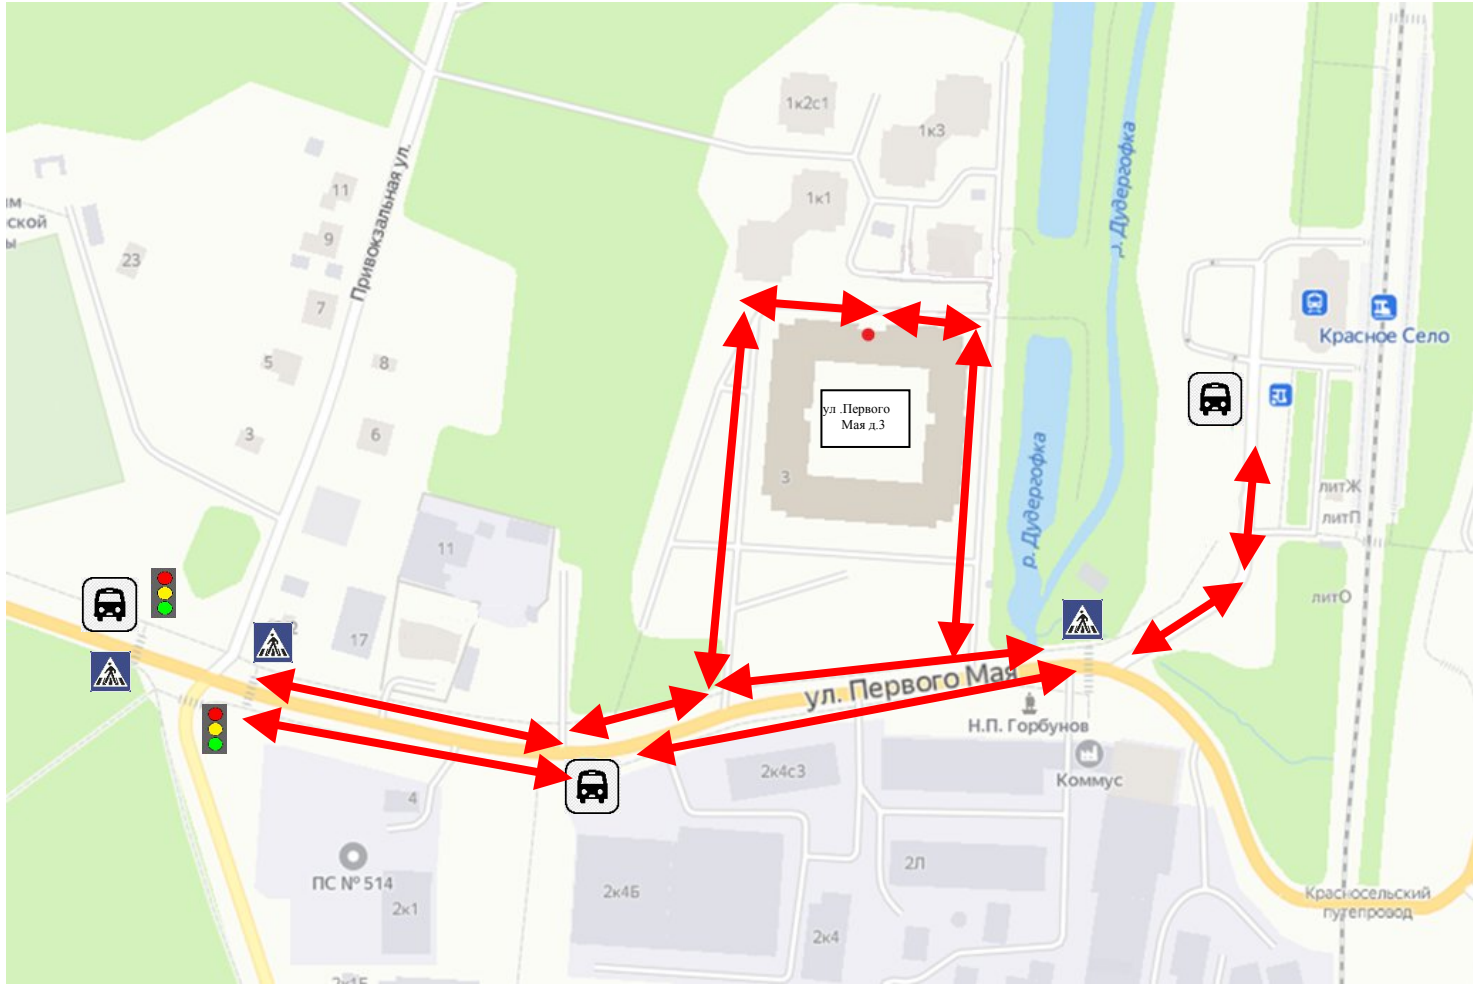 1к2с1
1к3
р. Дудергофка
Привокзальная ул.
11
1к1
м
ской
ы
9
23
7
Красное Село
5
8
ул .Первого
Мая д.3
3
6
3
р. Дудергофка
литЖ
литП
11
литО
2
17
ул. Первого Мая
Н.П. Горбунов
2к4с3
Коммус
4
2Л
ПС № 514
2к4Б
Красносельский
путепровод
2к1
2к4